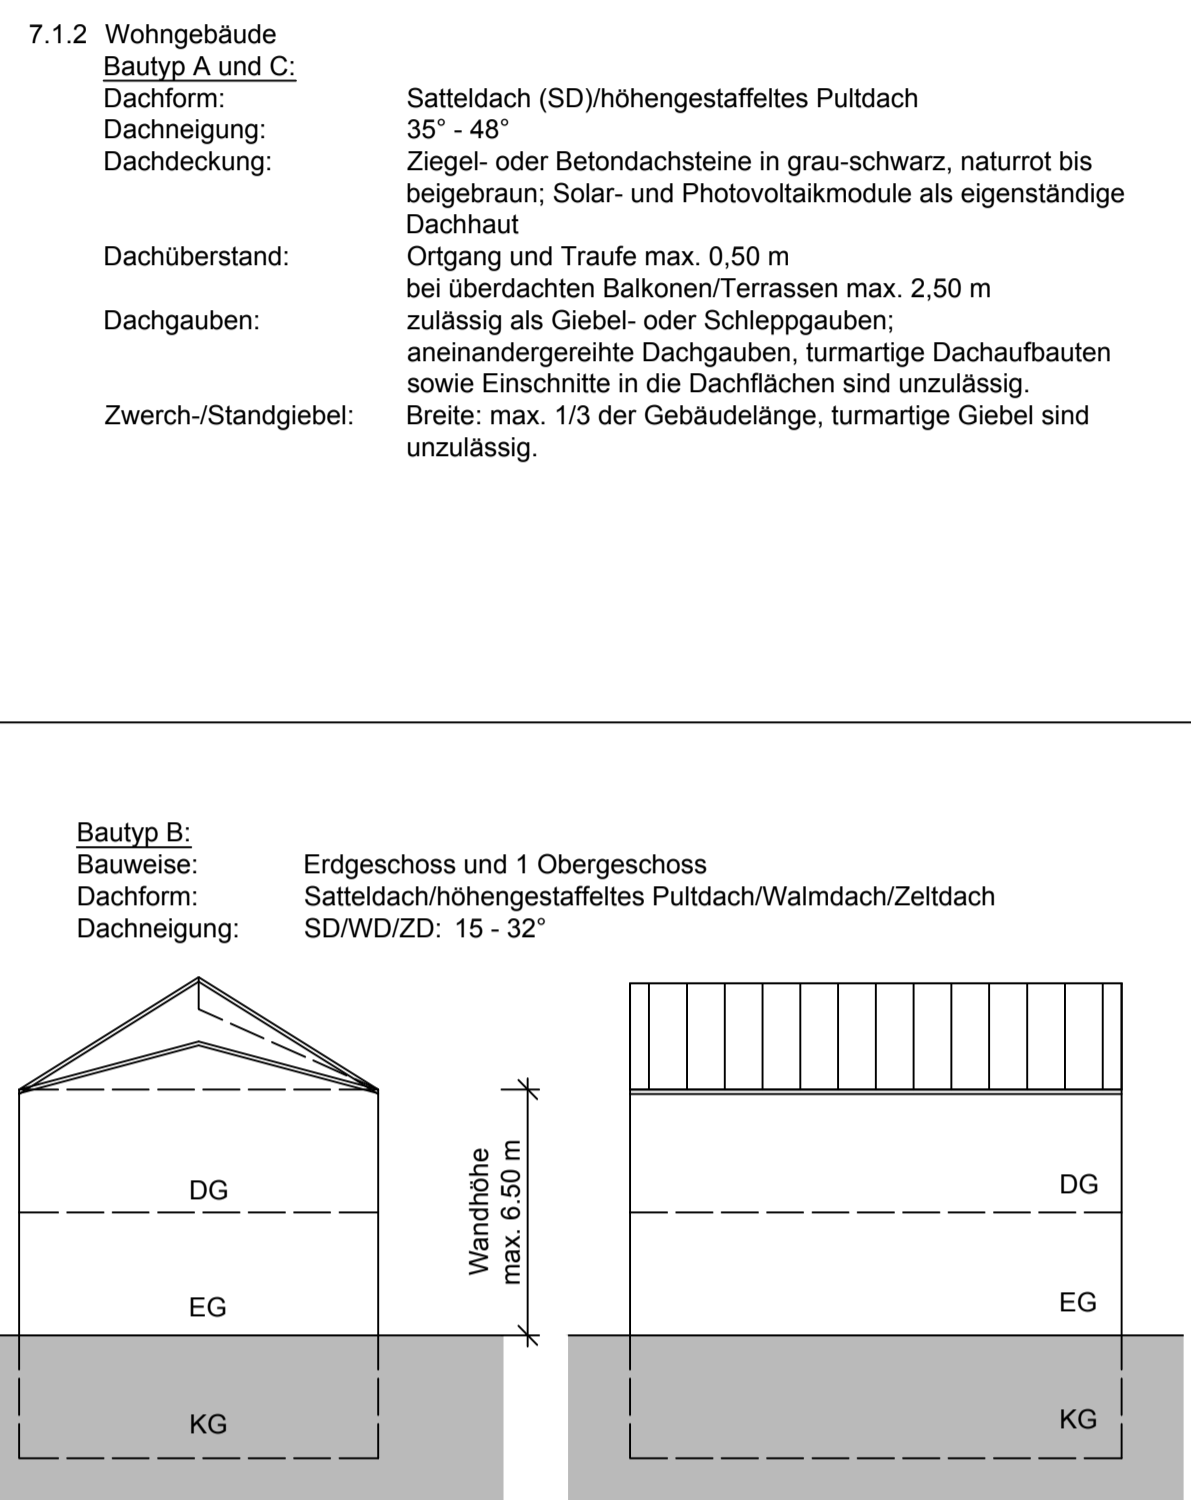 7.1.2 Wohngebäude
Bautyp A und C:
Dachform: Satteldach (SD)/höhengestaffeltes Pultdach
Dachneigung: 35° - 48°
Dachdeckung: Ziegel- oder Betondachsteine in grau-schwarz, naturrot bis
beigebraun; Solar- und Photovoltaikmodule als eigenständige
Dachhaut
Dachüberstand: Ortgang und Traufe max. 0,50 m
bei überdachten Balkonen/Terrassen max. 2,50 m
Dachgauben: zulässig als Giebel- oder Schleppgauben;
aneinandergereihte Dachgauben, turmartige Dachaufbauten
sowie Einschnitte in die Dachflächen sind unzulässig.
Zwerch-/Standgiebel: Breite: max. 1/3 der Gebäudelänge, turmartige Giebel sind
unzulässig.
Bautyp B:
Bauweise: Erdgeschoss und 1 Obergeschoss
Dachform: Satteldach/höhengestaffeltes Pultdach/Walmdach/Zeltdach
Dachneigung: SD/WD/ZD: 15 - 32°
DG
EG
KG
Wandhöhe
max. 6.50 m
DG
EG
KG